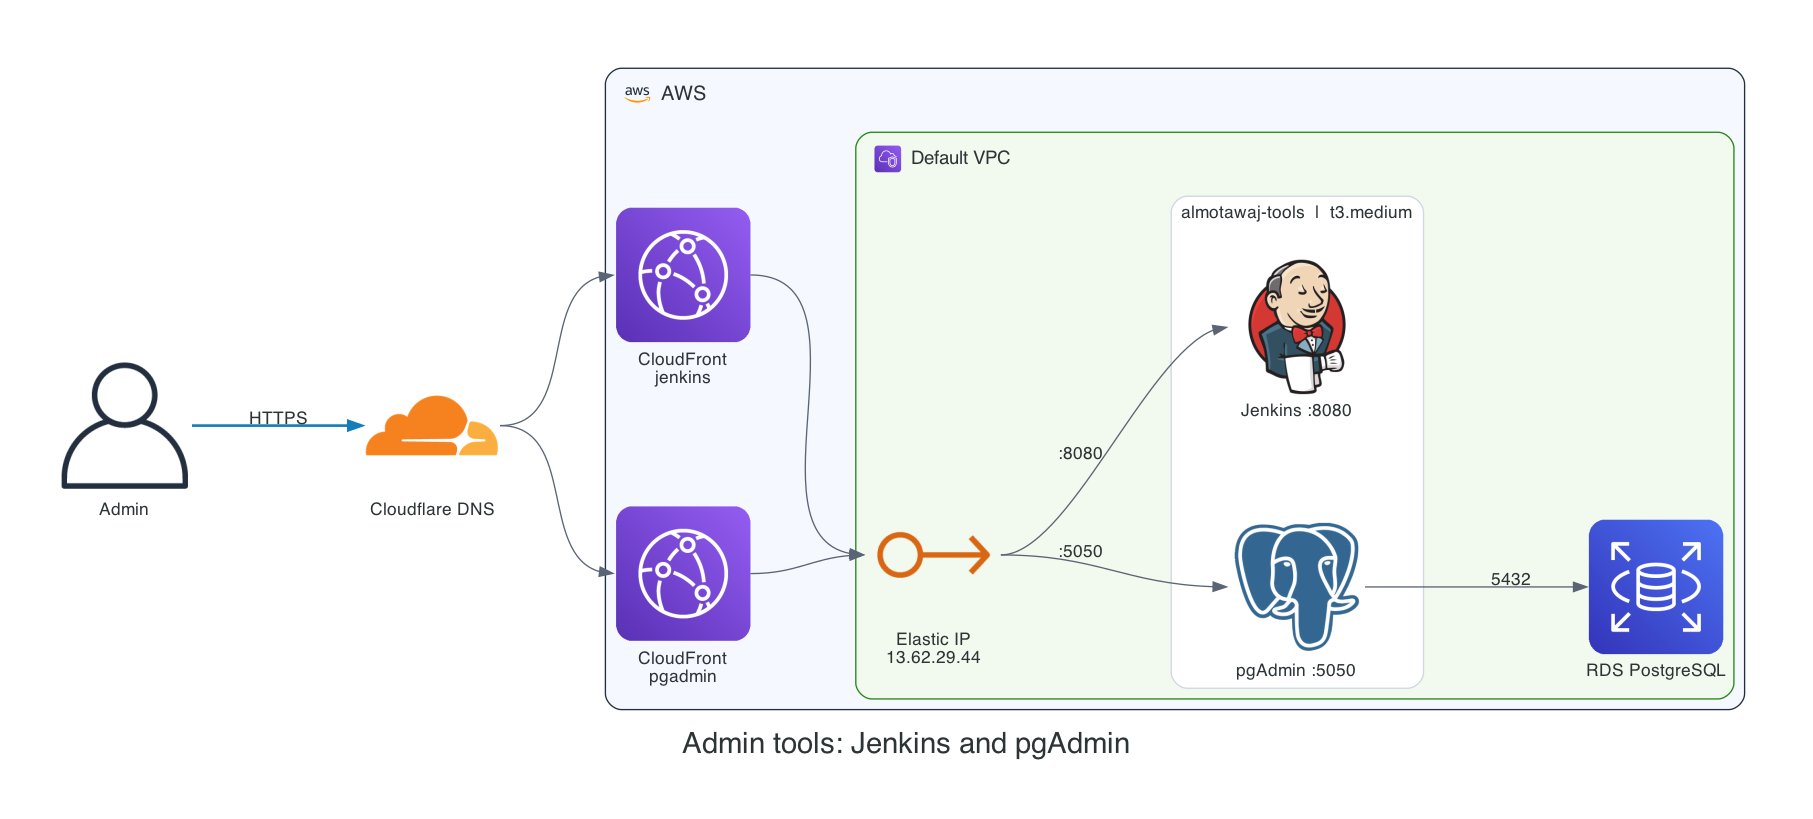 aws AWS
Default VPC
almotawaj-tools | t3.medium
CloudFront
jenkins
Jenkins :8080
HTTPS
:8080
Admin
Cloudflare DNS
:5050
5432
CloudFront
pgadmin
Elastic IP
13.62.29.44
pgAdmin :5050
RDS PostgreSQL
Admin tools: Jenkins and pgAdmin